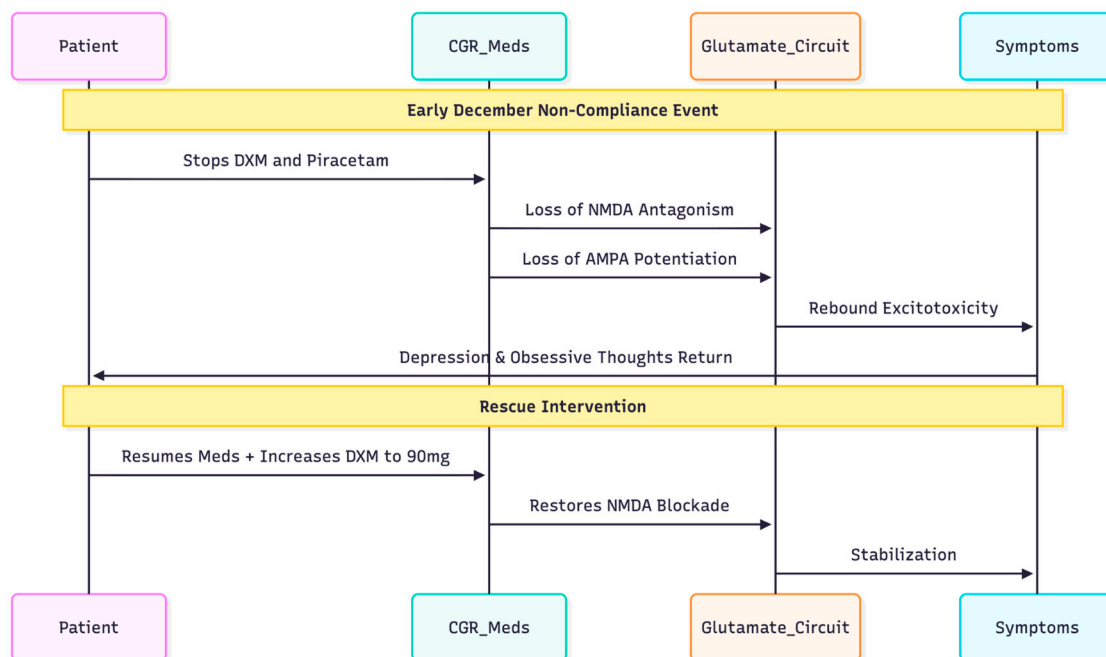 Patient
CGR_Meds
Glutamate_Circuit
Symptoms
Early December Non-Compliance Event
Stops DXM and Piracetam
Loss of NMDA Antagonism
Loss of AMPA Potentiation
Rebound Excitotoxicity
Depression & Obsessive Thoughts Return
Rescue Intervention
Resumes Meds + Increases DXM to 90mg
Restores NMDA Blockade
Stabilization
Patient
CGR_Meds
Glutamate_Circuit
Symptoms